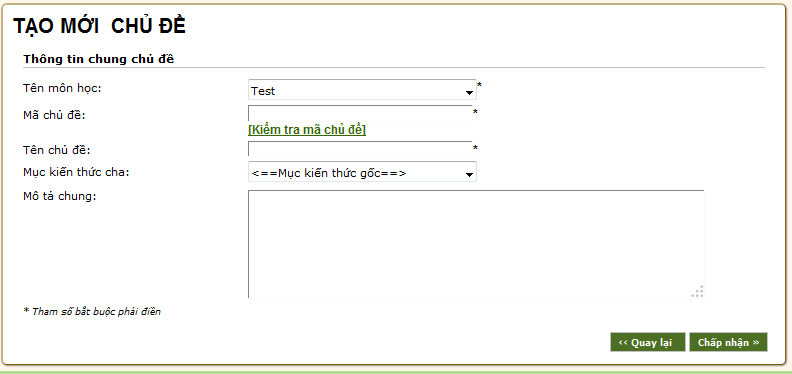 TẠO MỚI CHỦ ĐỀ
Thông tin chung chủ đề
Tên môn học: Test *
Mã chủ đề: *
[Kiểm tra mã chủ đề]
Tên chủ đề: *
Mục kiến thức cha: <==Mục kiến thức gốc==>
Mô tả chung:
* Tham số bắt buộc phải điền
‹‹ Quay lại Chấp nhận »